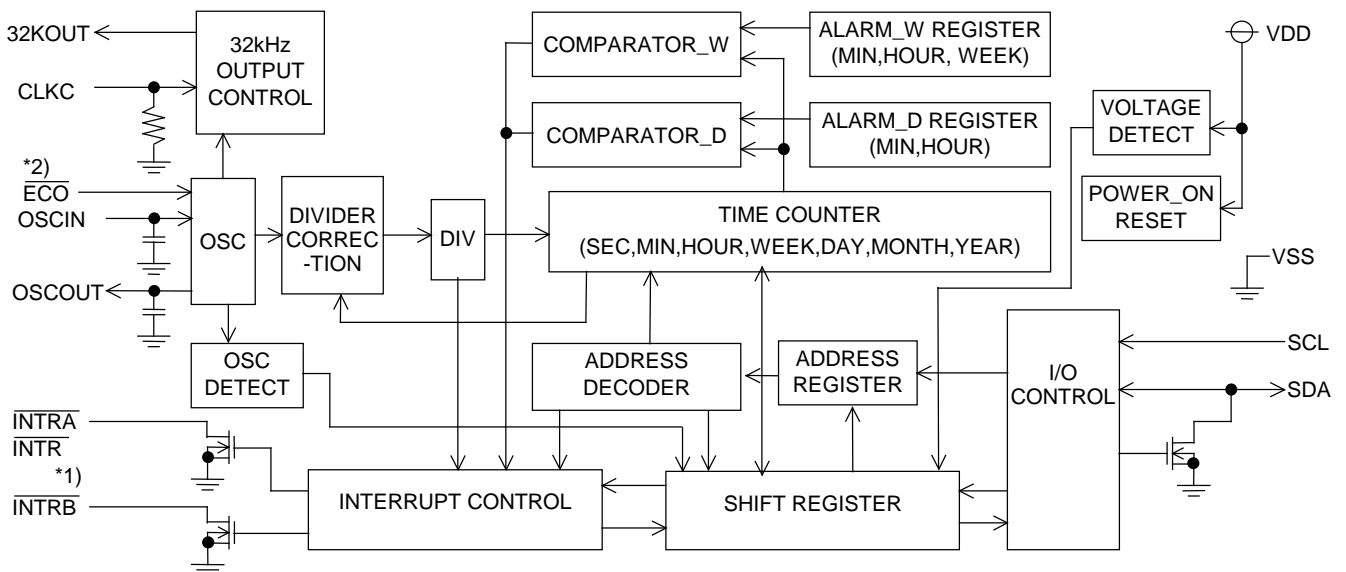 32KOUT
CLKC
32kHz
OUTPUT
CONTROL
COMPARATOR_W
ALARM_W REGISTER
(MIN,HOUR, WEEK)
VDD
COMPARATOR_D
ALARM_D REGISTER
(MIN,HOUR)
VOLTAGE
DETECT
*2)
ECO
OSCIN
OSCOUT
OSC
DIVIDER
CORREC
-TION
DIV
TIME COUNTER
(SEC,MIN,HOUR,WEEK,DAY,MONTH,YEAR)
POWER_ON
RESET
VSS
OSC
DETECT
ADDRESS
DECODER
ADDRESS
REGISTER
I/O
CONTROL
SCL
SDA
INTRA
INTR
*1)
INTRB
INTERRUPT CONTROL
SHIFT REGISTER